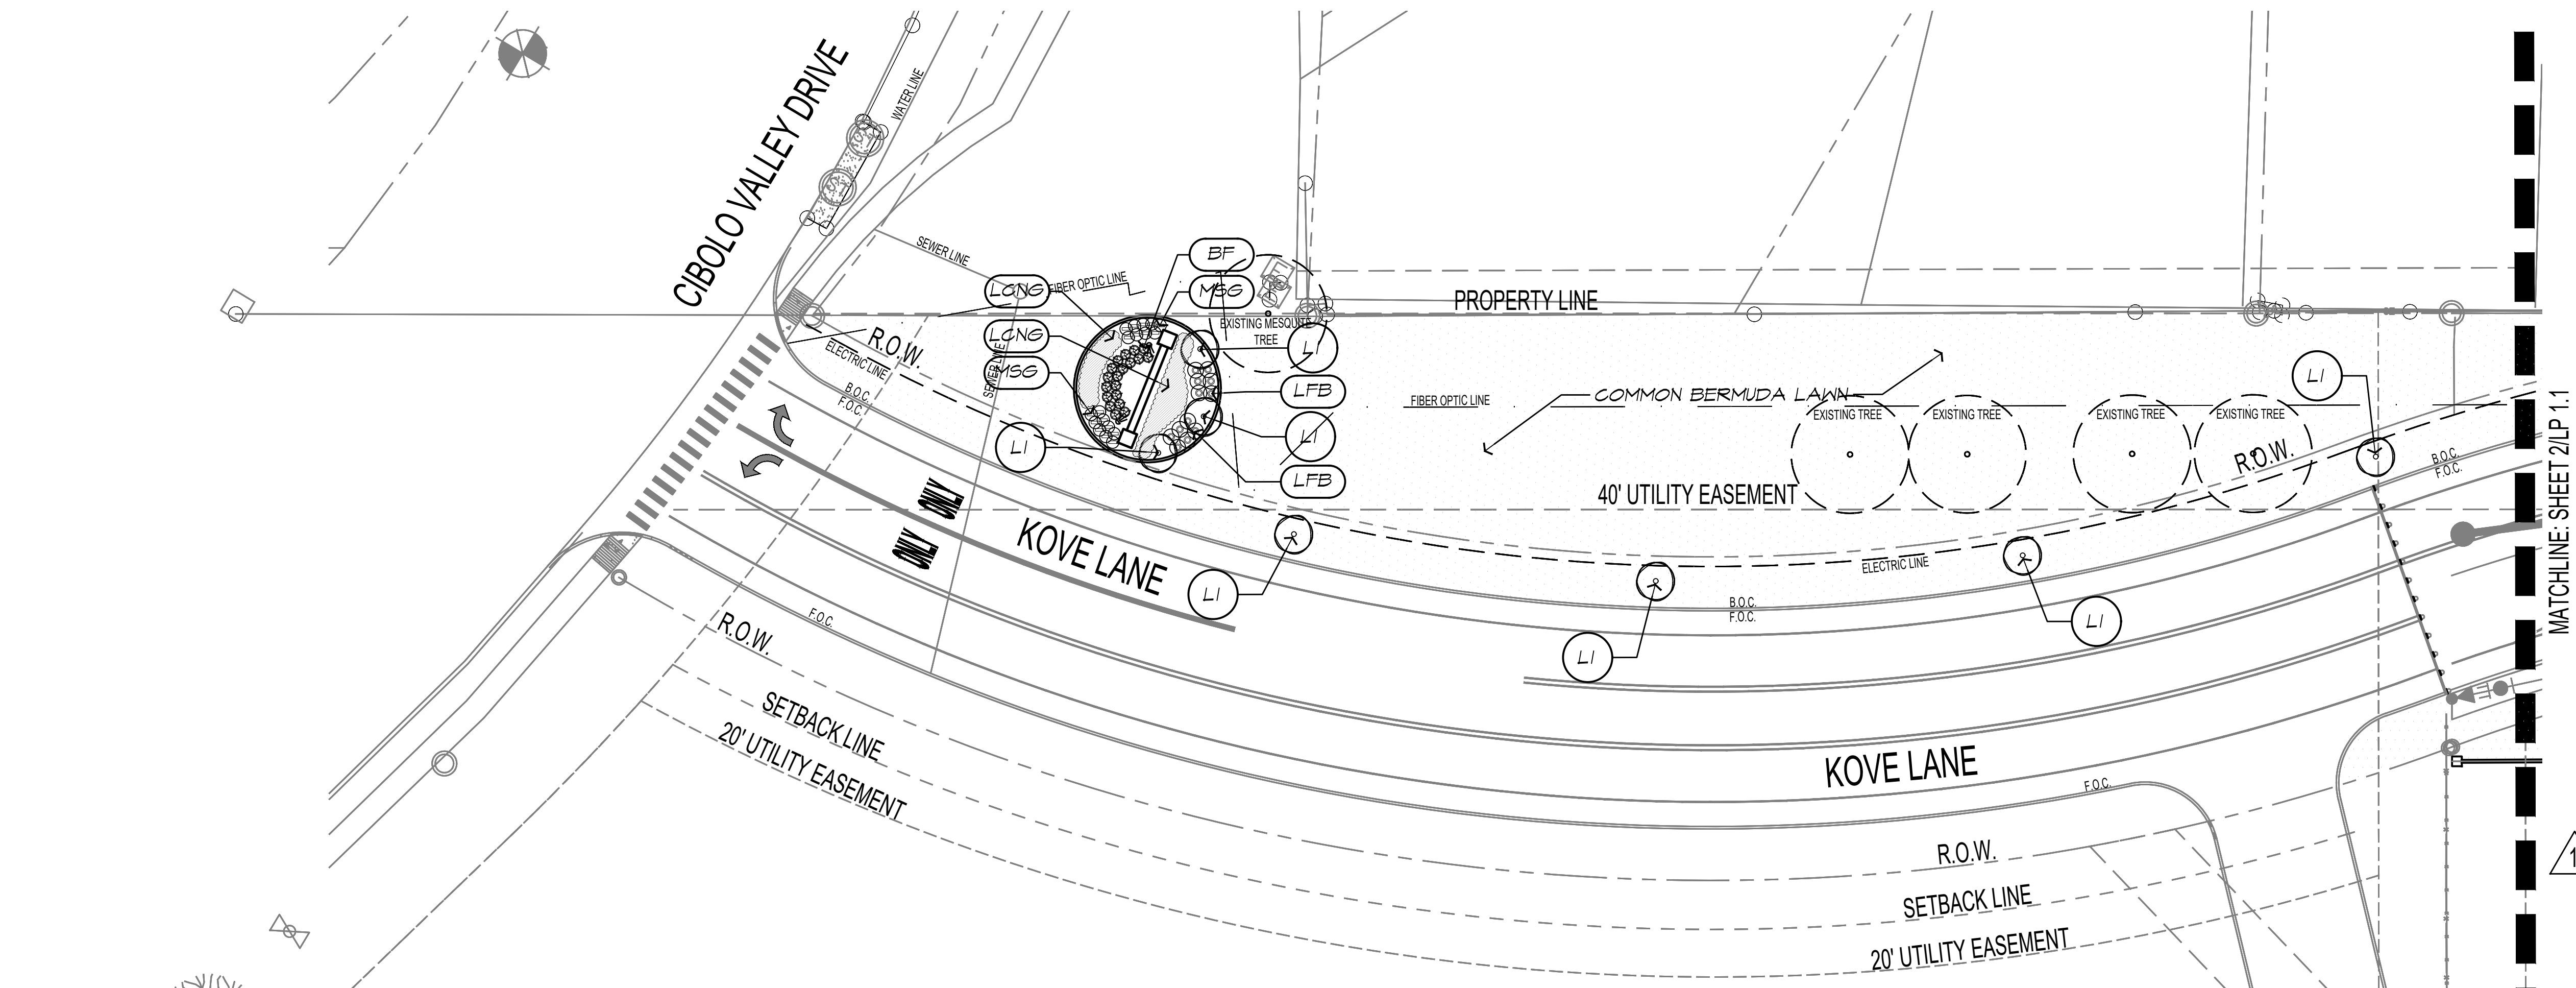 CIBOLO VALLEY DRIVE
WATER LINE
SEWER LINE
FIBER OPTIC LINE
BF
LCNG
MSG
LCNG
MSG
SEWER LINE
EXISTING MESQUITE
TREE
LI
LFB
LI
LFB
LI
PROPERTY LINE
R.O.W.
ELECTRIC LINE
B.O.C.
F.O.C.
FIBER OPTIC LINE
COMMON BERMUDA LAWN
EXISTING TREE
EXISTING TREE
EXISTING TREE
EXISTING TREE
LI
R.O.W.
B.O.C.
F.O.C.
MATCHLINE: SHEET 2/LP 1.1
40' UTILITY EASEMENT
ONLY
ONLY
KOVE LANE
LI
ELECTRIC LINE
B.O.C.
F.O.C.
LI
LI
F.O.C.
R.O.W.
SETBACK LINE
20' UTILITY EASEMENT
KOVE LANE
F.O.C.
R.O.W.
SETBACK LINE
20' UTILITY EASEMENT
1